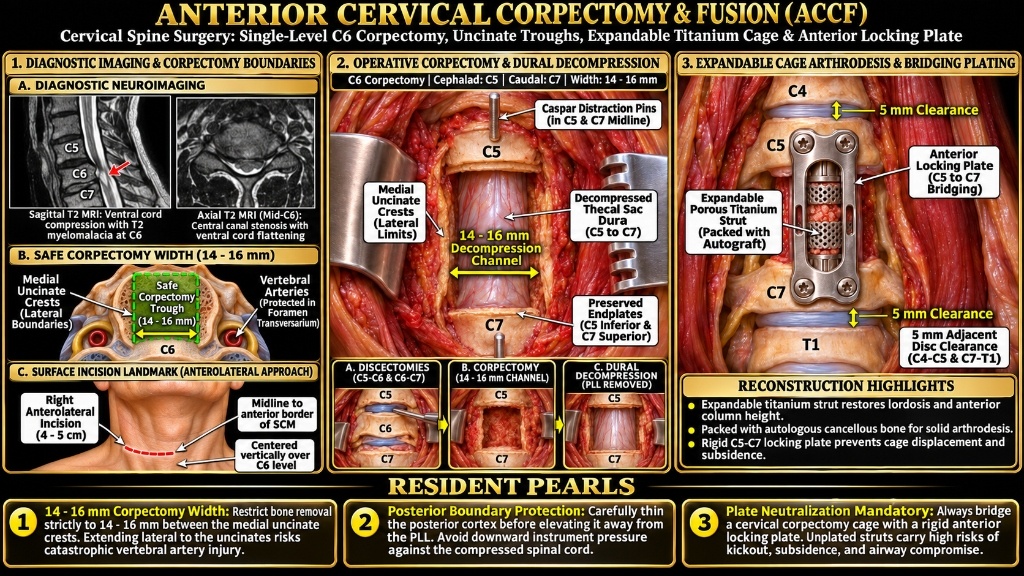 ANTERIOR CERVICAL CORPECTOMY & FUSION (ACCF)
Cervical Spine Surgery: Single-Level C6 Corpectomy, Uncinate Troughs, Expandable Titanium Cage & Anterior Locking Plate
1. DIAGNOSTIC IMAGING & CORPECTOMY BOUNDARIES
A. DIAGNOSTIC NEUROIMAGING
C5
C6
C7
Sagittal T2 MRI: Ventral cord
compression with T2
myelomalacia at C6
Axial T2 MRI (Mid-C6):
Central canal stenosis with
ventral cord flattening
B. SAFE CORPECTOMY WIDTH (14 - 16 mm)
Medial
Uncinate
Crests
(Lateral
Boundaries)
Safe
Corpectomy
Trough
(14 - 16 mm)
C6
Vertebral
Arteries
(Protected in
Foramen
Transversarium)
C. SURFACE INCISION LANDMARK (ANTEROLATERAL APPROACH)
Right
Anterolateral
Incision
(4 - 5 cm)
Midline to
anterior border
of SCM
Centered
vertically over
C6 level
2. OPERATIVE CORPECTOMY & DURAL DECOMPRESSION
C6 Corpectomy | Cephalad: C5 | Caudal: C7 | Width: 14 - 16 mm
Caspar Distraction Pins
(in C5 & C7 Midline)
C5
Medial
Uncinate
Crests
(Lateral
Limits)
Decompressed
Thecal Sac
Dura
(C5 to C7)
14 - 16 mm
Decompression
Channel
C7
Preserved
Endplates
(C5 Inferior &
C7 Superior)
A. DISCECTOMIES
(C5-C6 & C6-C7)
C5
C6
C7
B. CORPECTOMY
(14 - 16 mm CHANNEL)
C5
C7
C. DURAL
DECOMPRESSION
(PLL REMOVED)
C5
C7
3. EXPANDABLE CAGE ARTHRODESIS & BRIDGING PLATING
C4
5 mm Clearance
C5
Anterior
Locking Plate
(C5 to C7
Bridging)
Expandable
Porous Titanium
Strut
(Packed with
Autograft)
C7
5 mm Clearance
T1
5 mm Adjacent
Disc Clearance
(C4-C5 & C7-T1)
RECONSTRUCTION HIGHLIGHTS
● Expandable titanium strut restores lordosis and anterior
column height.
● Packed with autologous cancellous bone for solid arthrodesis.
● Rigid C5-C7 locking plate prevents cage displacement and
subsidence.
RESIDENT PEARLS
1 14 - 16 mm Corpectomy Width: Restrict bone removal
strictly to 14 - 16 mm between the medial uncinate
crests. Extending lateral to the uncinates risks
catastrophic vertebral artery injury.
2 Posterior Boundary Protection: Carefully thin
the posterior cortex before elevating it away from
the PLL. Avoid downward instrument pressure
against the compressed spinal cord.
3 Plate Neutralization Mandatory: Always bridge
a cervical corpectomy cage with a rigid anterior
locking plate. Unplated struts carry high risks of
kickout, subsidence, and airway compromise.